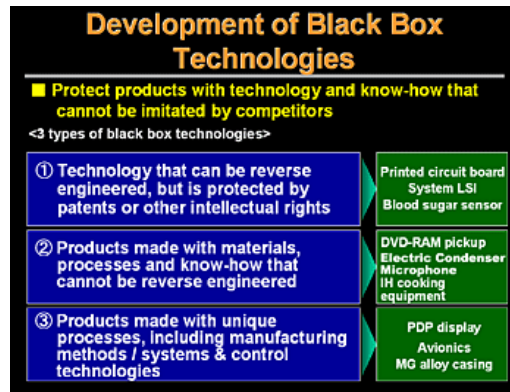 Development of Black Box
Technologies
■ Protect products with technology and know-how that
cannot be imitated by competitors
<3 types of black box technologies>
① Technology that can be reverse
engineered, but is protected by
patents or other intellectual rights
Printed circuit board
System LSI
Blood sugar sensor
② Products made with materials,
processes and know-how that
cannot be reverse engineered
DVD-RAM pickup
Electric Condenser
Microphone
IH cooking
equipment
③ Products made with unique
processes, including manufacturing
methods / systems & control
technologies
PDP display
Avionics
MG alloy casing